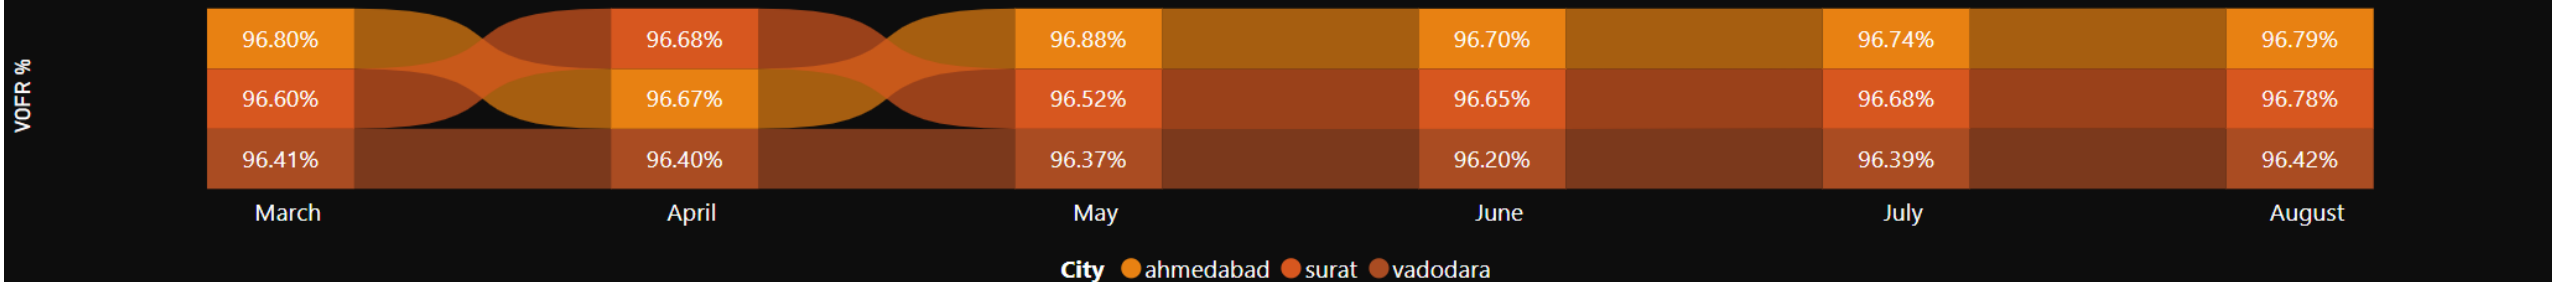 VOFR %
96.80% 96.68% 96.88% 96.70% 96.74% 96.79%
96.60% 96.67% 96.52% 96.65% 96.68% 96.78%
96.41% 96.40% 96.37% 96.20% 96.39% 96.42%
March April May June July August
City ahmedabad surat vadodara